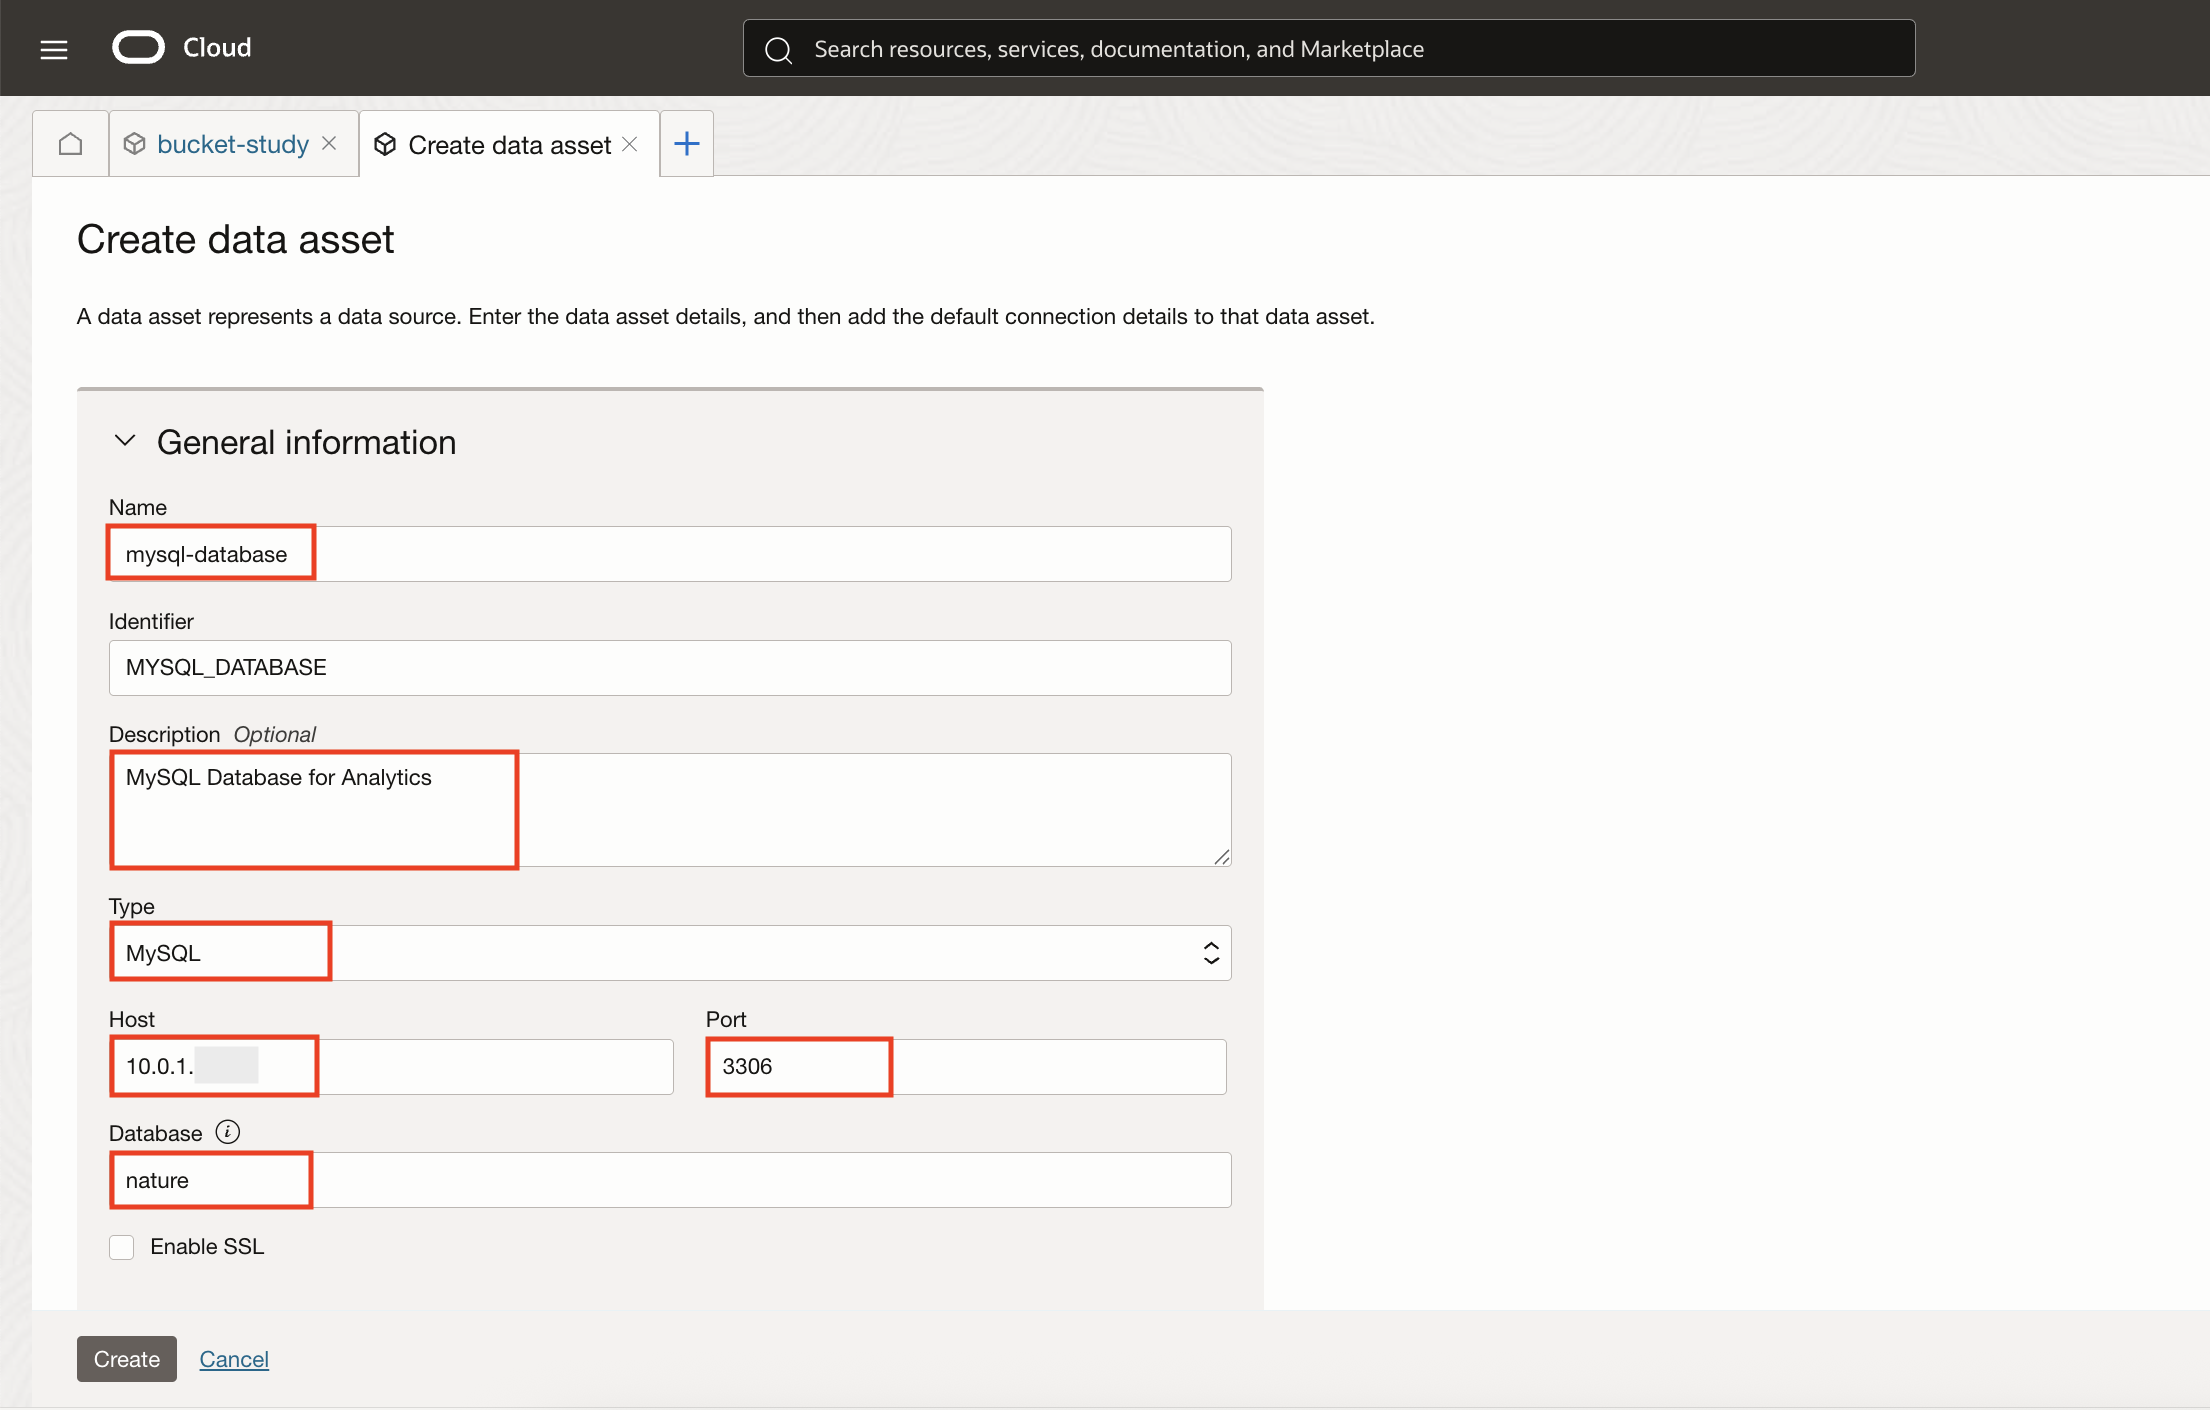 Cloud
Search resources, services, documentation, and Marketplace
bucket-study
Create data asset
Create data asset
A data asset represents a data source. Enter the data asset details, and then add the default connection details to that data asset.
General information
Name
mysql-database
Identifier
MYSQL_DATABASE
Description Optional
MySQL Database for Analytics
Type
MySQL
Host Port
10.0.1. 3306
Database
nature
Enable SSL
Create Cancel